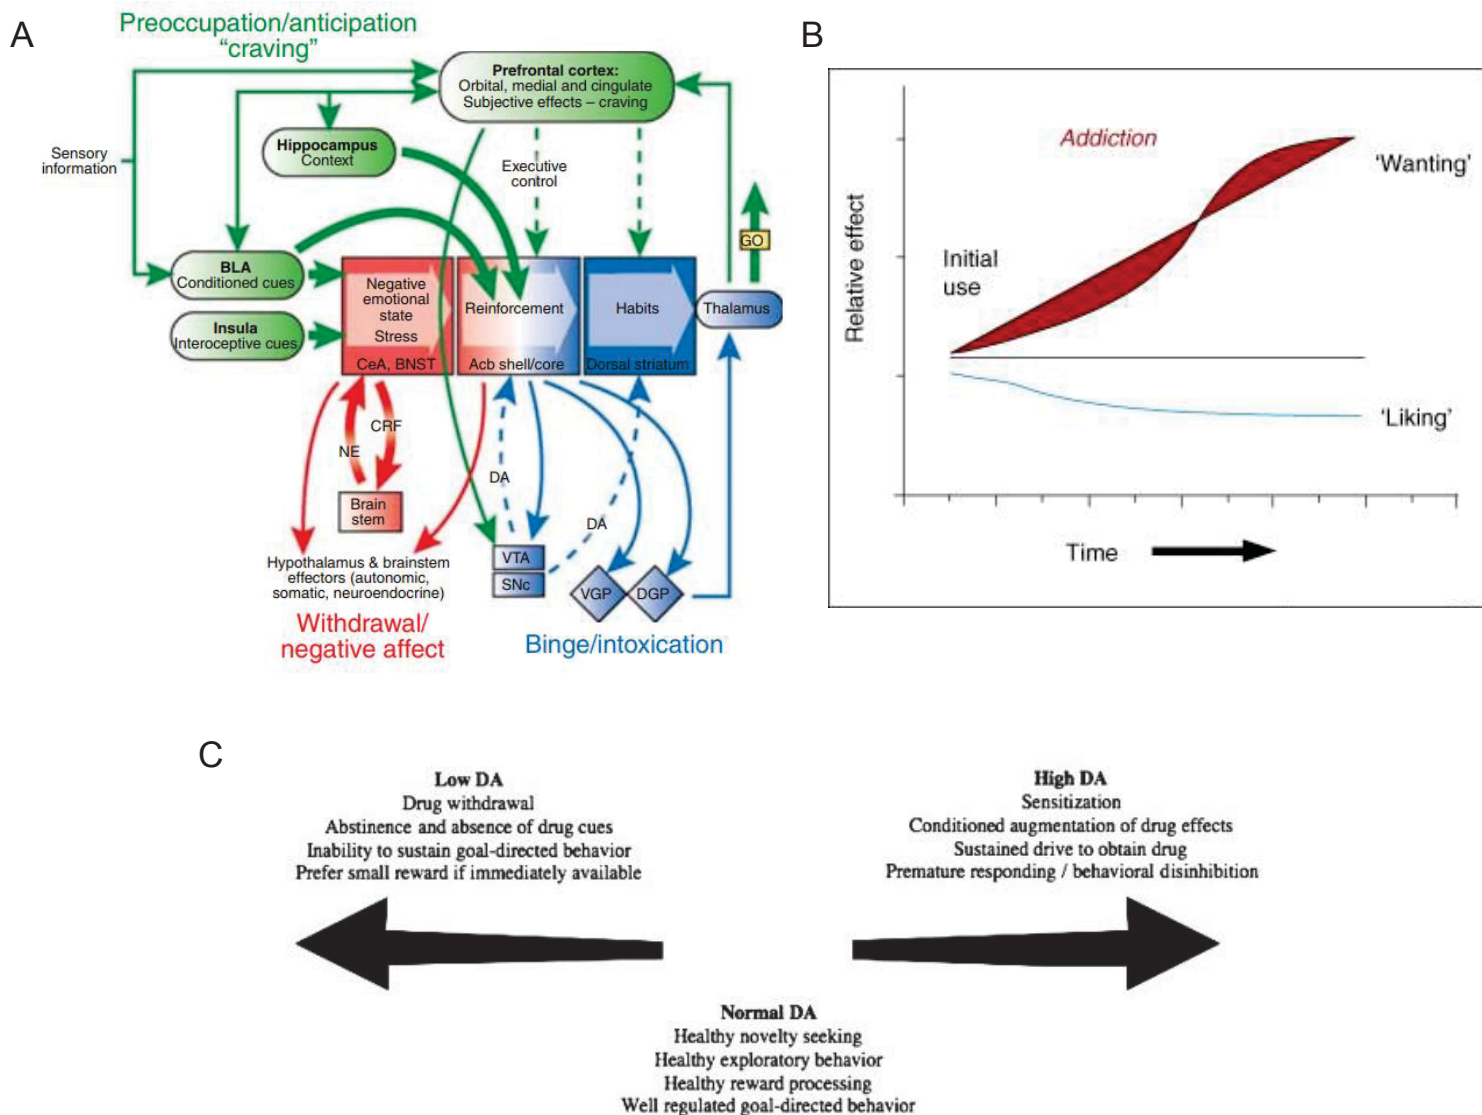 A
Preoccupation/anticipation
“craving”
Prefrontal cortex:
Orbital, medial and cingulate
Subjective effects – craving
Hippocampus
Context
Sensory
information
Executive
control
GO
BLA
Conditioned cues
Insula
Interoceptive cues
Negative
emotional
state
Stress
CeA, BNST
Reinforcement
Acb shell/core
Habits
Dorsal striatum
Thalamus
CRF
NE
DA
DA
Brain
stem
VTA
SNc
VGP
DGP
Hypothalamus & brainstem
effectors (autonomic,
somatic, neuroendocrine)
Withdrawal/
negative affect
Binge/intoxication
B
Addiction
‘Wanting’
Relative effect
Initial
use
‘Liking’
Time
C
Low DA
Drug withdrawal
Abstinence and absence of drug cues
Inability to sustain goal-directed behavior
Prefer small reward if immediately available
High DA
Sensitization
Conditioned augmentation of drug effects
Sustained drive to obtain drug
Premature responding / behavioral disinhibition
Normal DA
Healthy novelty seeking
Healthy exploratory behavior
Healthy reward processing
Well regulated goal-directed behavior